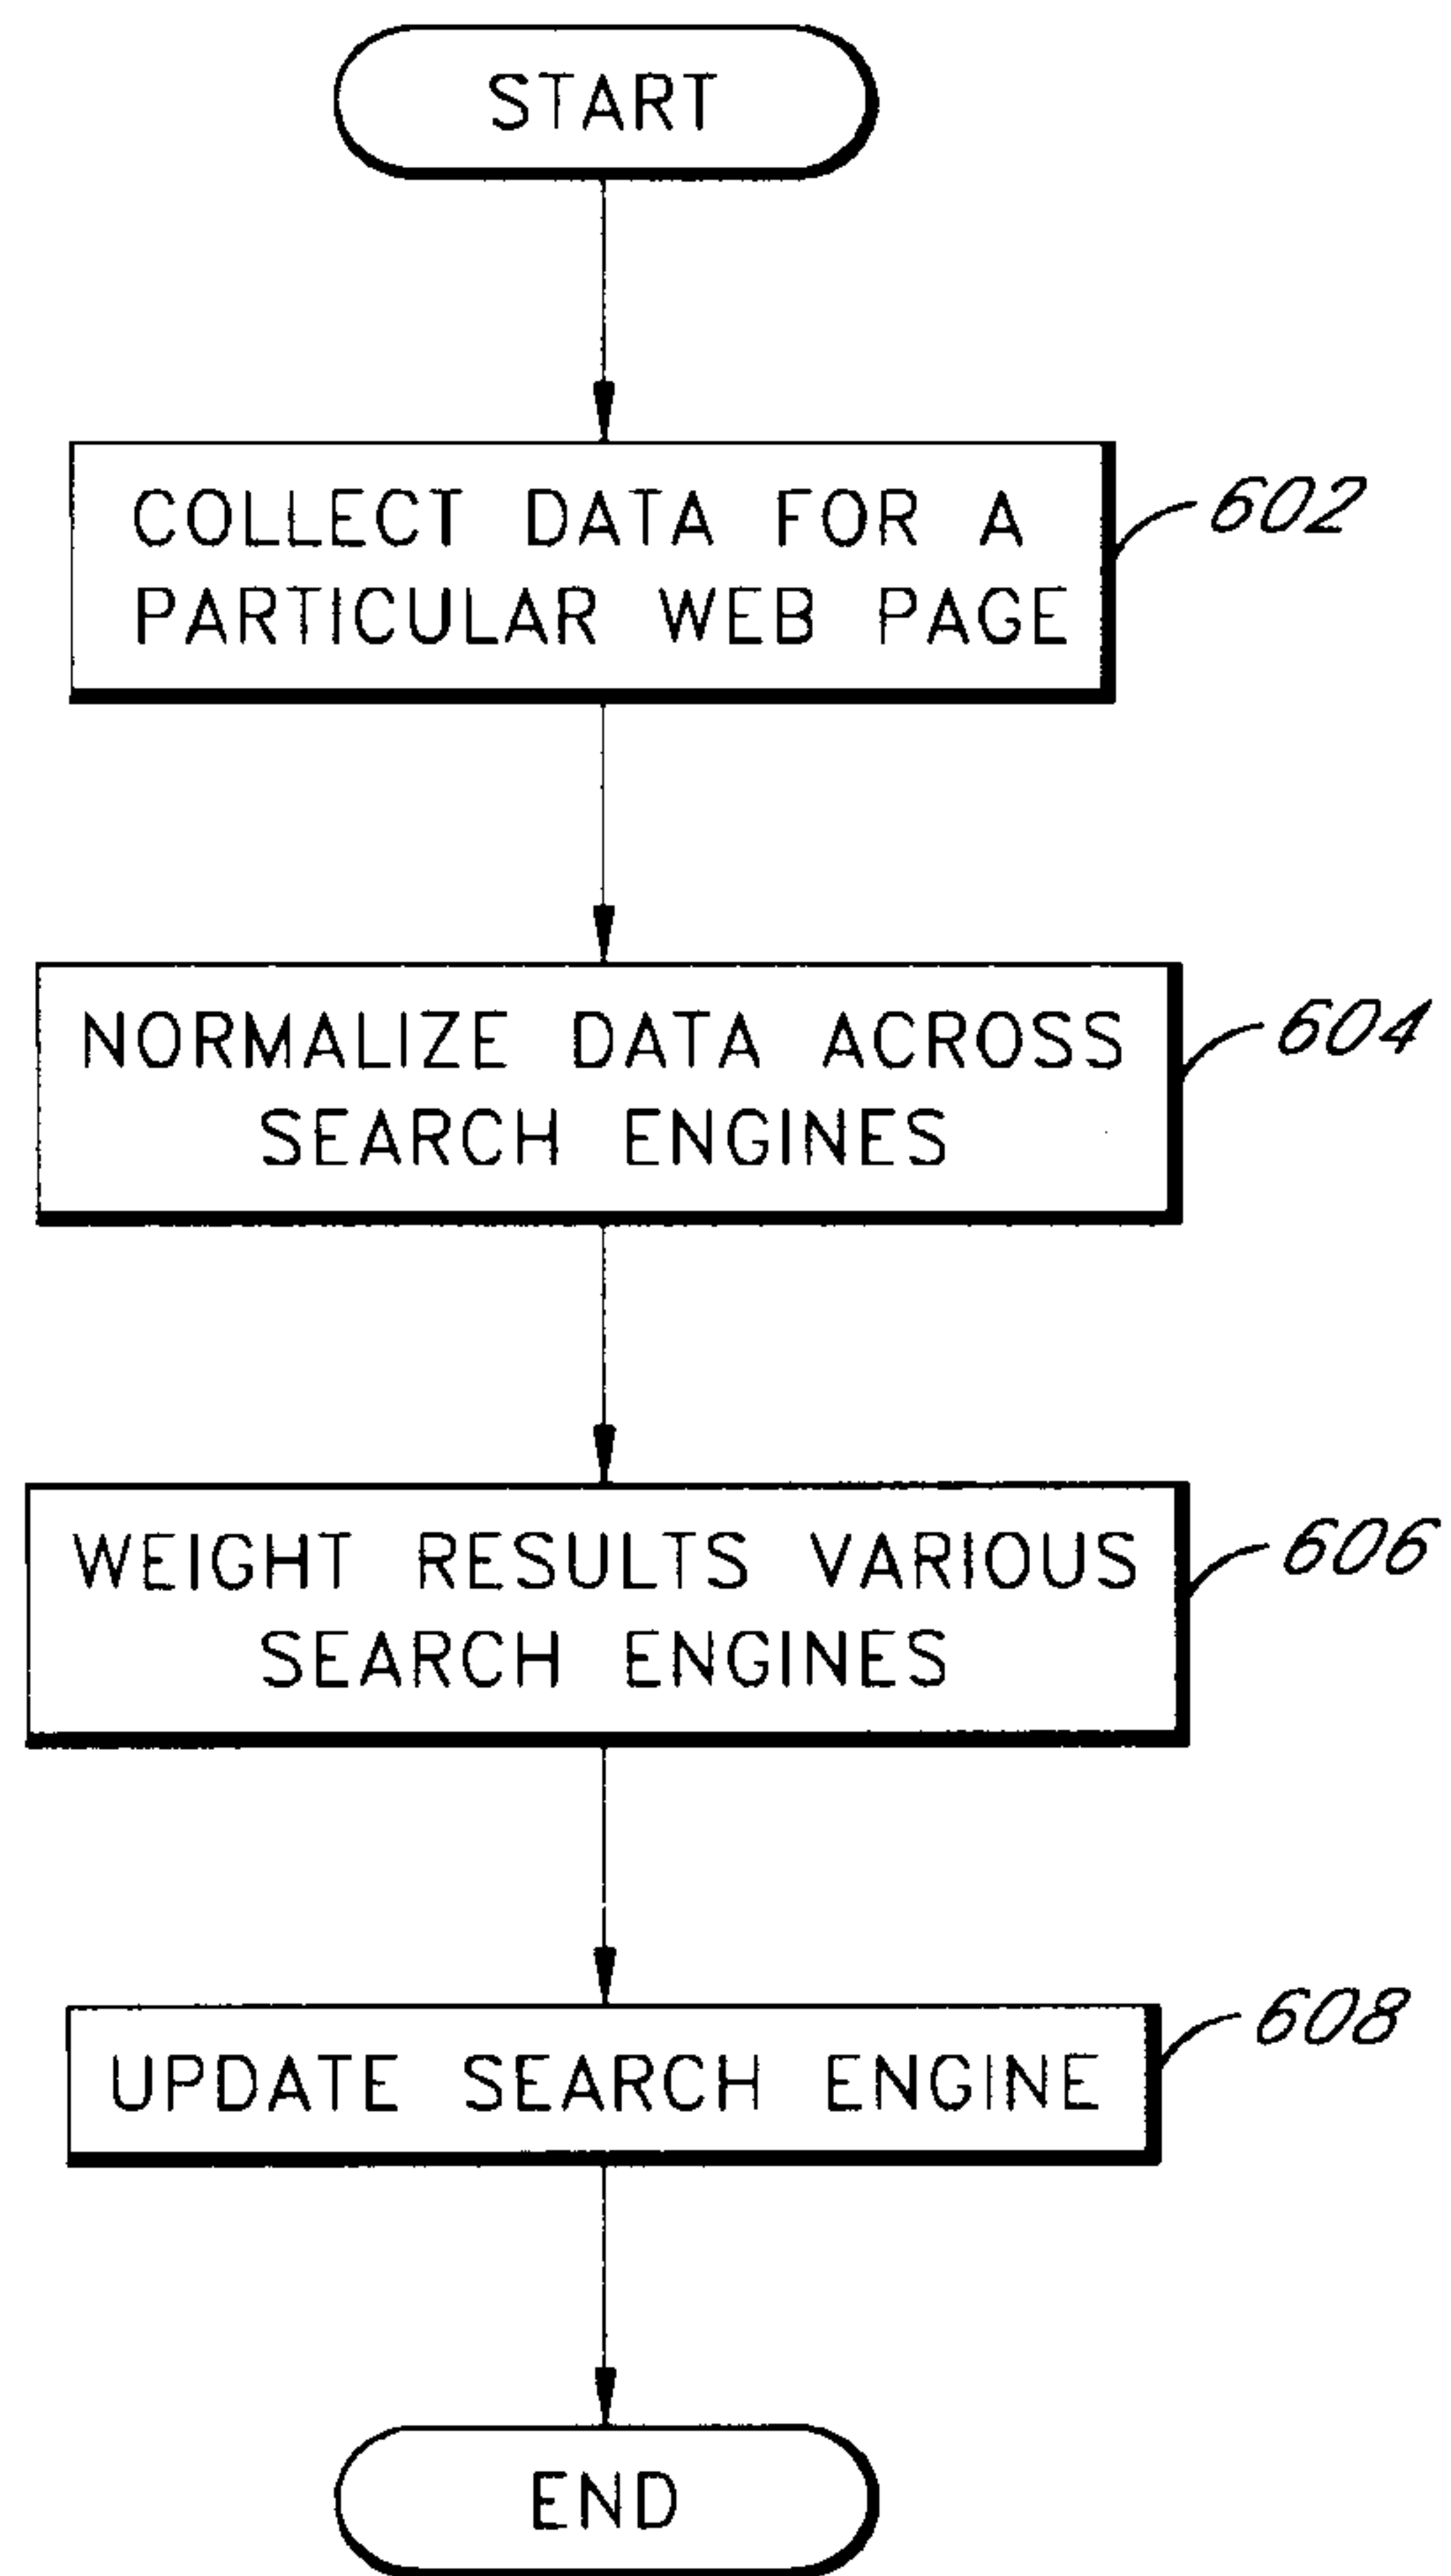 START
COLLECT DATA FOR A
PARTICULAR WEB PAGE
602
NORMALIZE DATA ACROSS
SEARCH ENGINES
604
WEIGHT RESULTS VARIOUS
SEARCH ENGINES
606
UPDATE SEARCH ENGINE
608
END